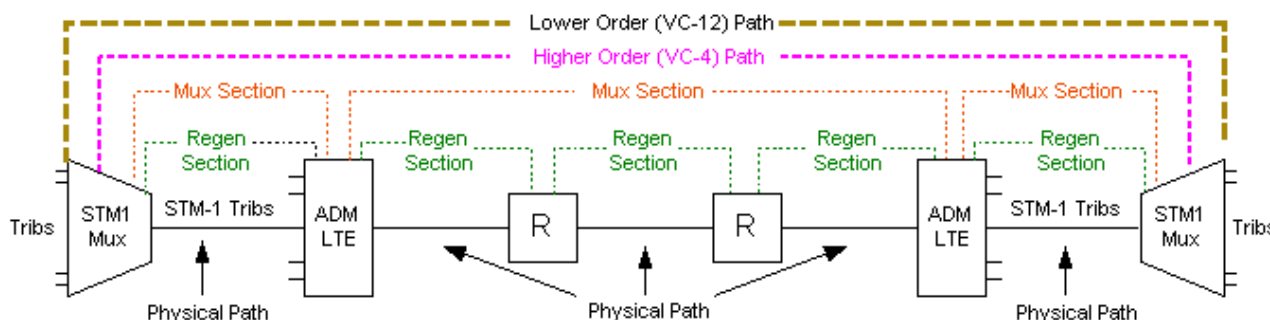 Lower Order (VC-12) Path
Higher Order (VC-4) Path
Mux Section
Mux Section
Mux Section
Regen
Section
Regen
Section
Regen
Section
Regen
Section
Regen
Section
Tribs
STM1
Mux
STM-1 Tribs
ADM
LTE
R
R
ADM
LTE
STM-1 Tribs
STM1
Mux
Tribs
Physical Path
Physical Path
Physical Path